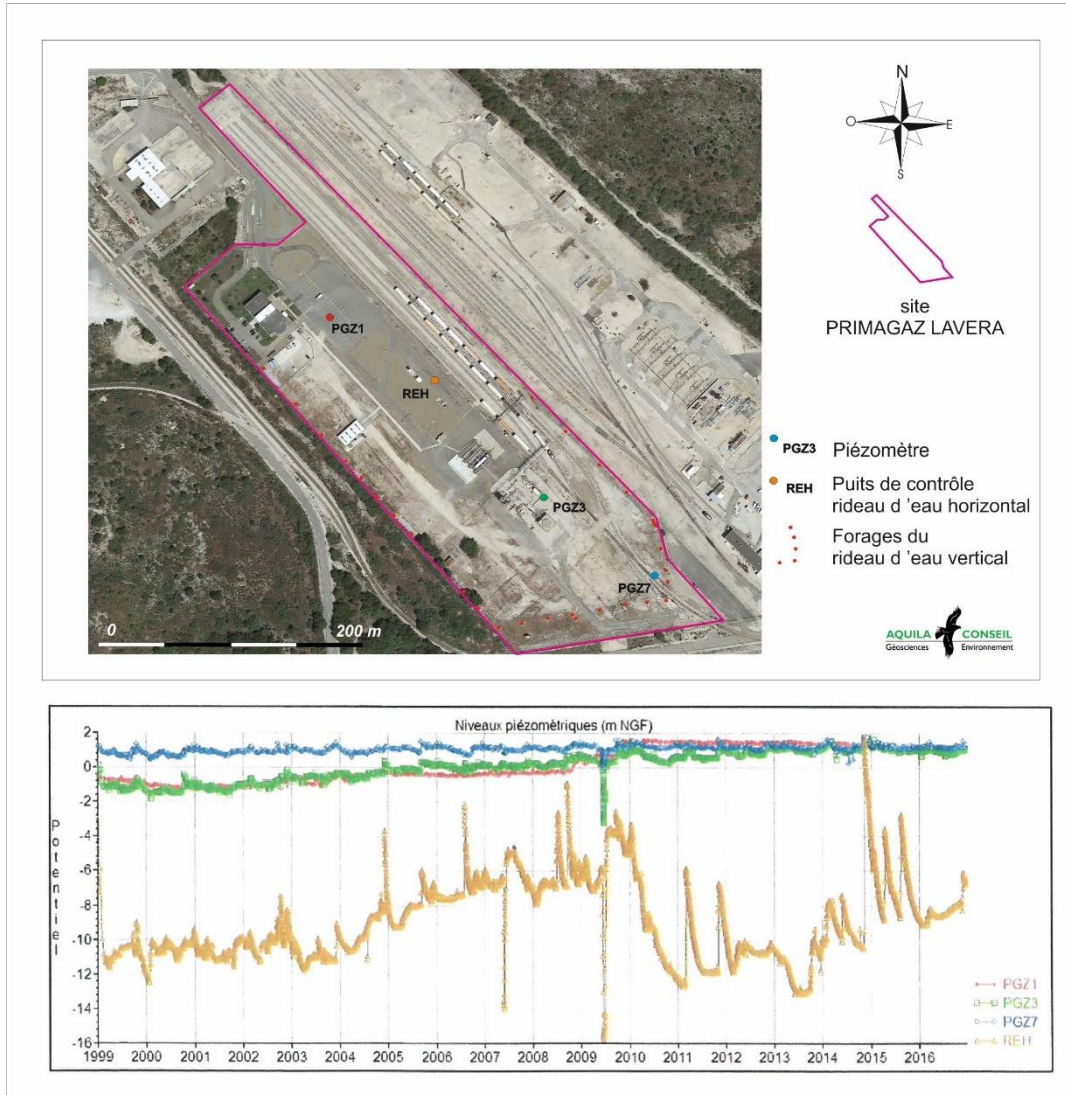 N
O
E
S
site
PRIMAGAZ LAVERA
PGZ1
REH
PGZ3
PGZ7
0
200 m
PGZ3 Piézomètre
REH Puits de contrôle
rideau d 'eau horizontal
Forages du
rideau d 'eau vertical
AQUILA CONSEIL
Géosciences Environnement
Niveaux piézomètriques (m NGF)
Potentiel
2
0
-2
-4
-6
-8
-10
-12
-14
-16
1999 2000 2001 2002 2003 2004 2005 2006 2007 2008 2009 2010 2011 2012 2013 2014 2015 2016
PGZ1
PGZ3
PGZ7
REH